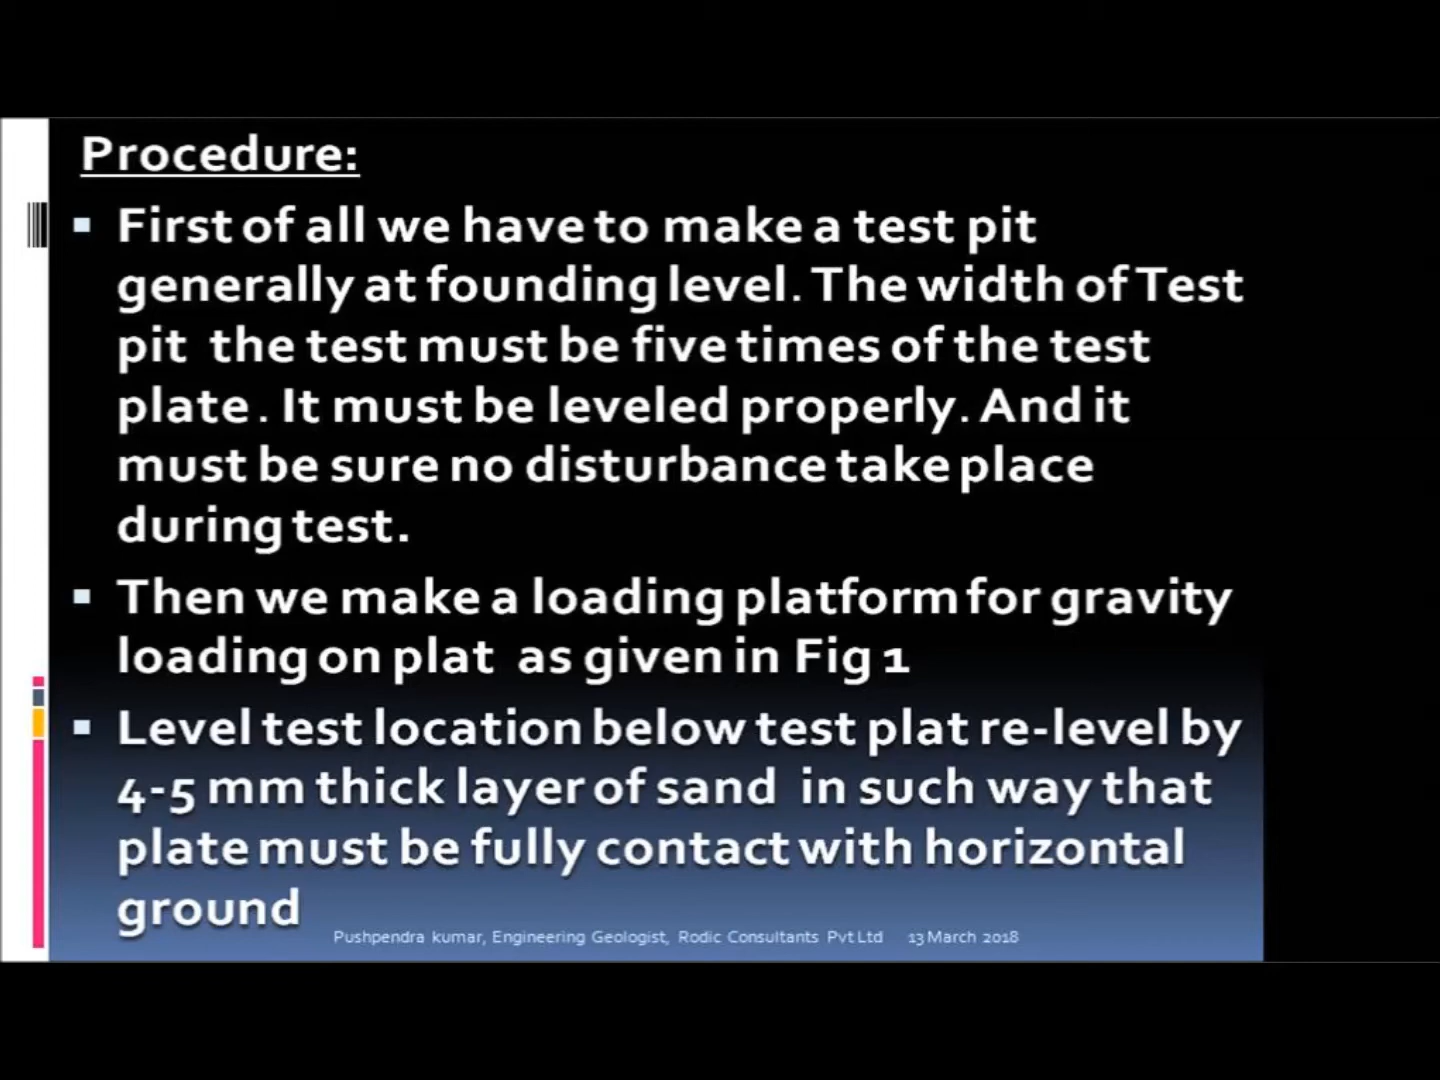 Procedure:
▪ First of all we have to make a test pit
generally at founding level. The width of Test
pit the test must be five times of the test
plate . It must be leveled properly. And it
must be sure no disturbance take place
during test.
▪ Then we make a loading platform for gravity
loading on plat as given in Fig 1
▪ Level test location below test plat re-level by
4-5 mm thick layer of sand in such way that
plate must be fully contact with horizontal
ground
Pushpendra kumar, Engineering Geologist, Rodic Consultants Pvt Ltd 13 March 2018